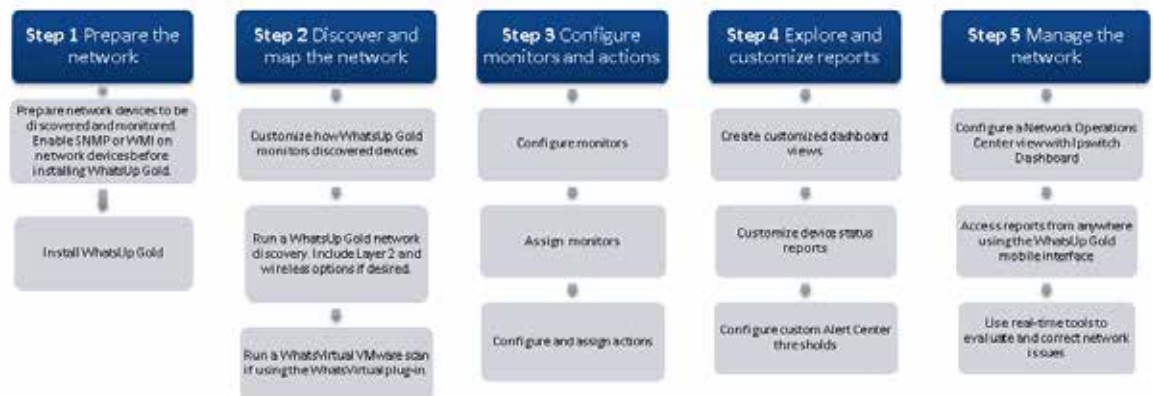 Step 1 Prepare the
network
Prepare network devices to be
discovered and monitored.
Enable SNMP or WMI on
network devices before
installing WhatsUp Gold.
Install WhatsUp Gold
Step 2 Discover and
map the network
Customize how WhatsUp Gold
monitors discovered devices
Run a WhatsUp Gold network
discovery. Include Layer 2 and
wireless options if desired.
Run a WhatsVirtual VMware scan
if using the WhatsVirtual plug-in.
Step 3 Configure
monitors and actions
Configure monitors
Assign monitors
Configure and assign actions
Step 4 Explore and
customize reports
Create customized dashboard
views
Customize device status
reports
Configure custom Alert Center
thresholds
Step 5 Manage the
network
Configure a Network Operations
Center view with Ipswitch
Dashboard
Access reports from anywhere
using the WhatsUp Gold
mobile interface
Use real-time tools to
evaluate and correct network
issues